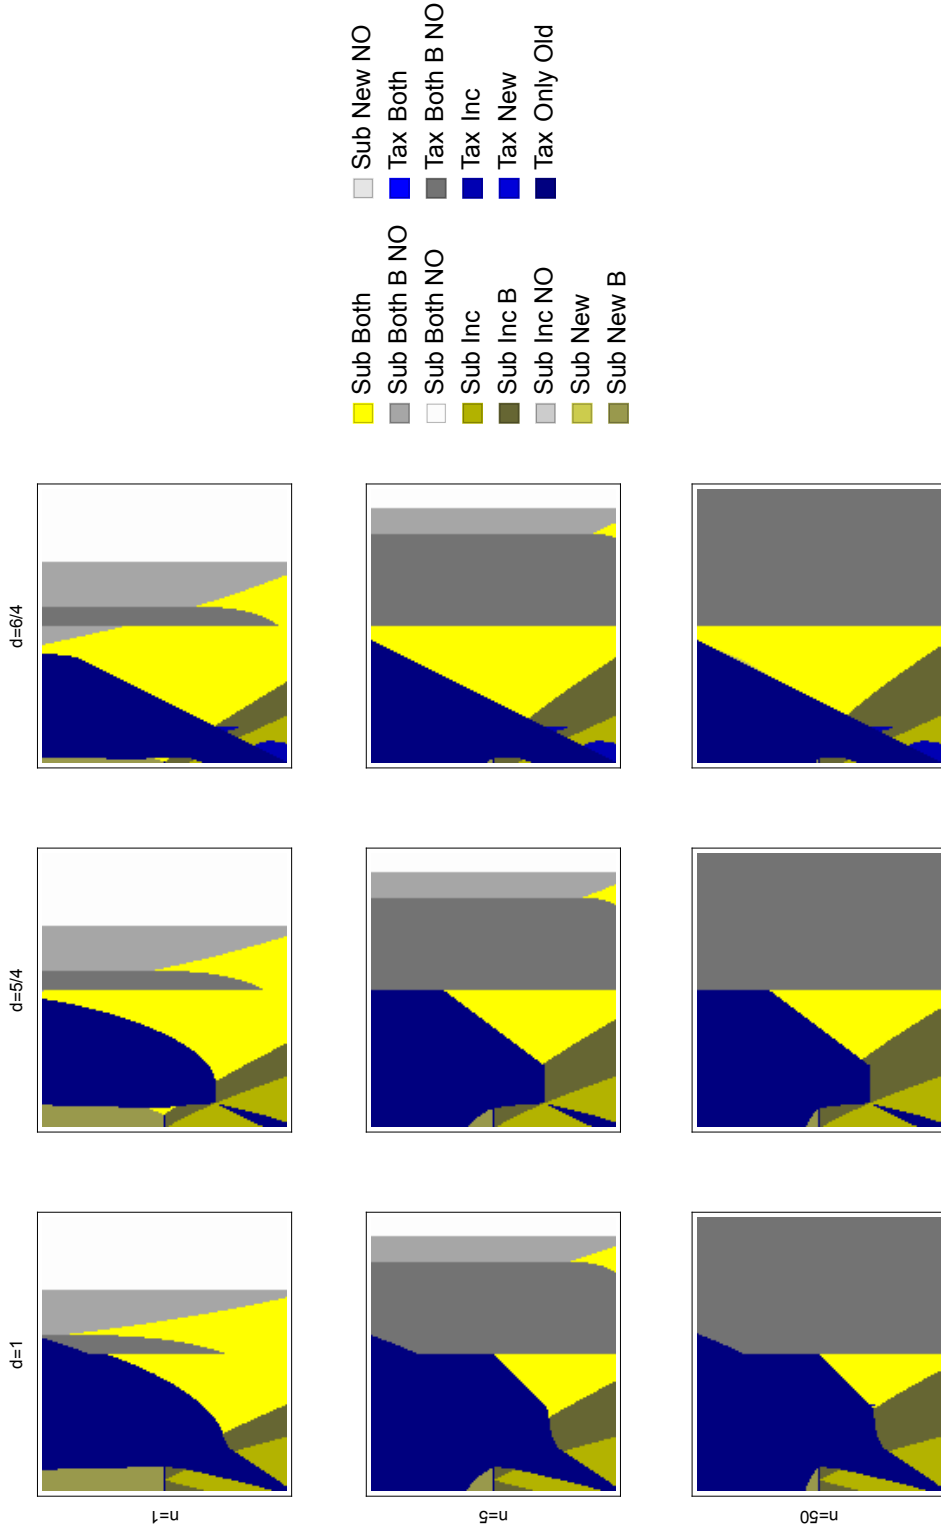 d=1
d=5/4
d=6/4
n=1
n=5
n=50
Sub Both
Sub Both B NO
Sub Both NO
Sub Inc
Sub Inc B
Sub Inc NO
Sub New
Sub New B
Sub New NO
Tax Both
Tax Both B NO
Tax Inc
Tax New
Tax Only Old